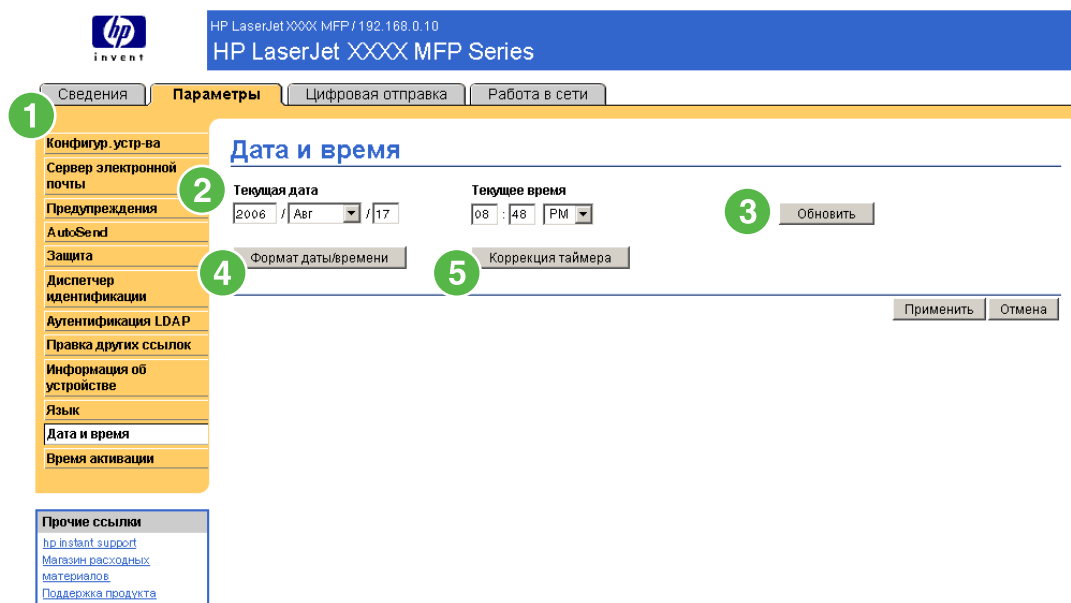 hp
invent
HP LaserJet XXXX MFP / 192.168.0.10
HP LaserJet XXXX MFP Series
Сведения
Параметры
Цифровая отправка
Работа в сети
1
Конфигур. устр-ва
Сервер электронной
почты
Предупреждения
AutoSend
Защита
Диспетчер
идентификации
Аутентификация LDAP
Правка других ссылок
Информация об
устройстве
Язык
Дата и время
Время активации
Дата и время
2
Текущая дата
Текущее время
2006 / Авг / 17
08 : 48 PM
3
Обновить
4
Формат даты/времени
5
Коррекция таймера
Применить
Отмена
Прочие ссылки
hp instant support
Магазин расходных
материалов
Поддержка продукта